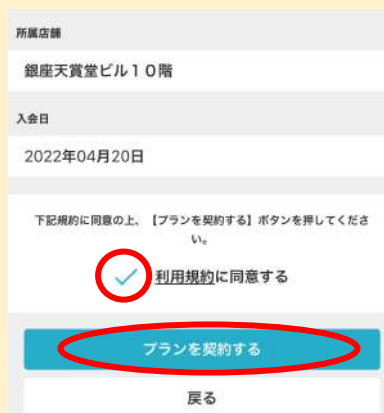 所属店舗
銀座天賞堂ビル１０階
入会日
2022年04月20日
下記規約に同意の上、【プランを契約する】ボタンを押してくださ
い。
利用規約に同意する
プランを契約する
戻る